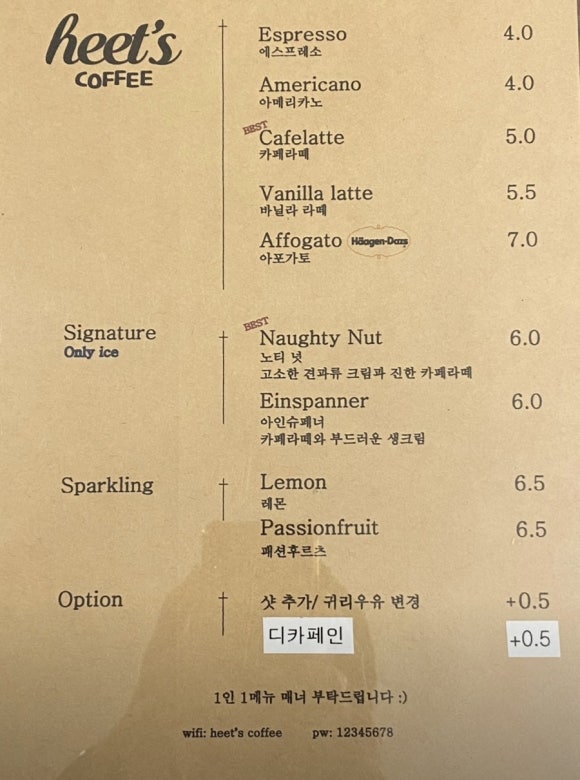 heet's
COFFEE
Espresso 4.0
에스프레소
Americano 4.0
아메리카노
BEST
Cafelatte 5.0
카페라떼
Vanilla latte 5.5
바닐라 라떼
Affogato Häagen-Dazs 7.0
아포가토
Signature
Only ice
BEST
Naughty Nut 6.0
노티 넛
고소한 견과류 크림과 진한 카페라떼
Einspanner 6.0
아인슈페너
카페라떼와 부드러운 생크림
Sparkling
Lemon 6.5
레몬
Passionfruit 6.5
패션후르츠
Option
샷 추가/ 귀리우유 변경 +0.5
디카페인 +0.5
1인 1메뉴 매너 부탁드립니다 :)
wifi: heet's coffee pw: 12345678